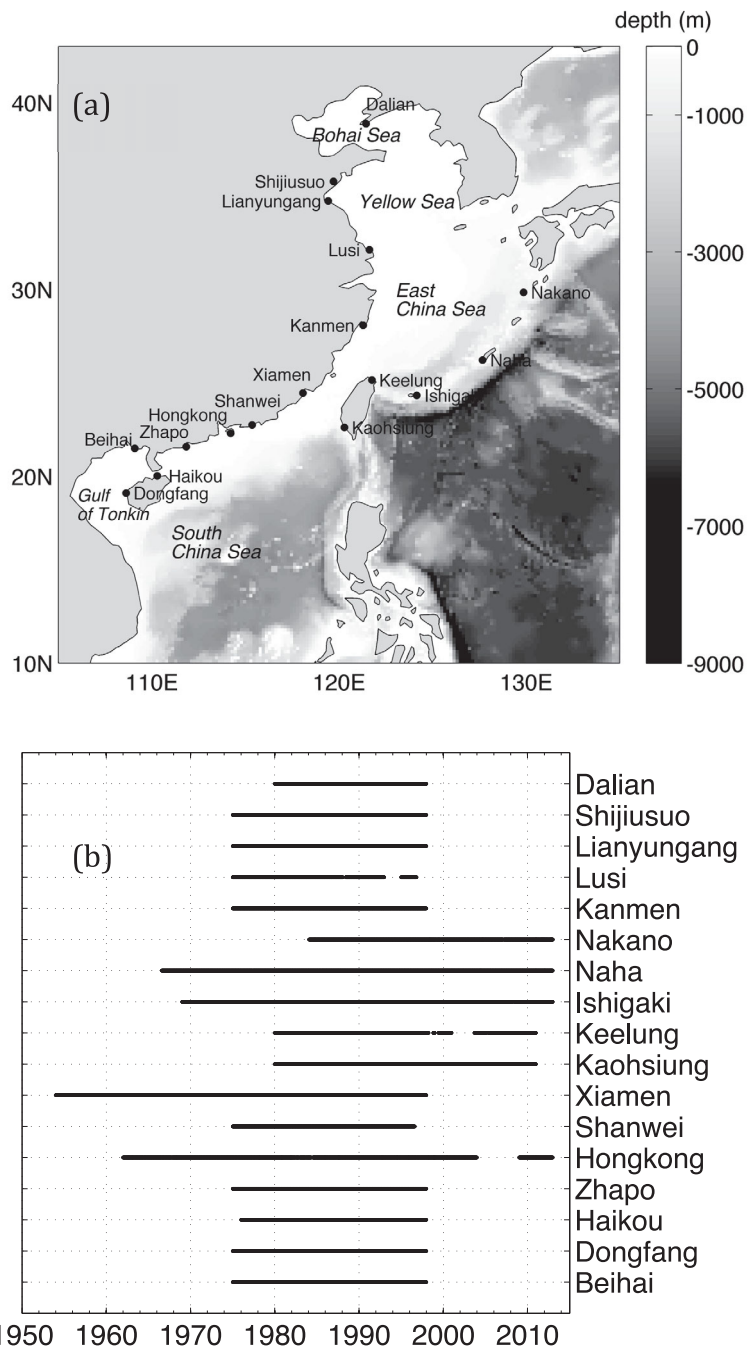 depth (m)
(a)
40N
30N
20N
10N
110E
120E
130E
0
-1000
-3000
-5000
-7000
-9000
Dalian
Bohai Sea
Shijiusuo
Lianyungang
Yellow Sea
Lusi
East
China Sea
Nakano
Kanmen
Naha
Xiamen
Keelung
Shanwei
Ishigak
Hongkong
Kaohsiung
Beihai
Zhapo
Haikou
Gulf
of Tonkin
Dongfang
South
China Sea
(b)
Dalian
Shijiusuo
Lianyungang
Lusi
Kanmen
Nakano
Naha
Ishigaki
Keelung
Kaohsiung
Xiamen
Shanwei
Hongkong
Zhapo
Haikou
Dongfang
Beihai
1950 1960 1970 1980 1990 2000 2010